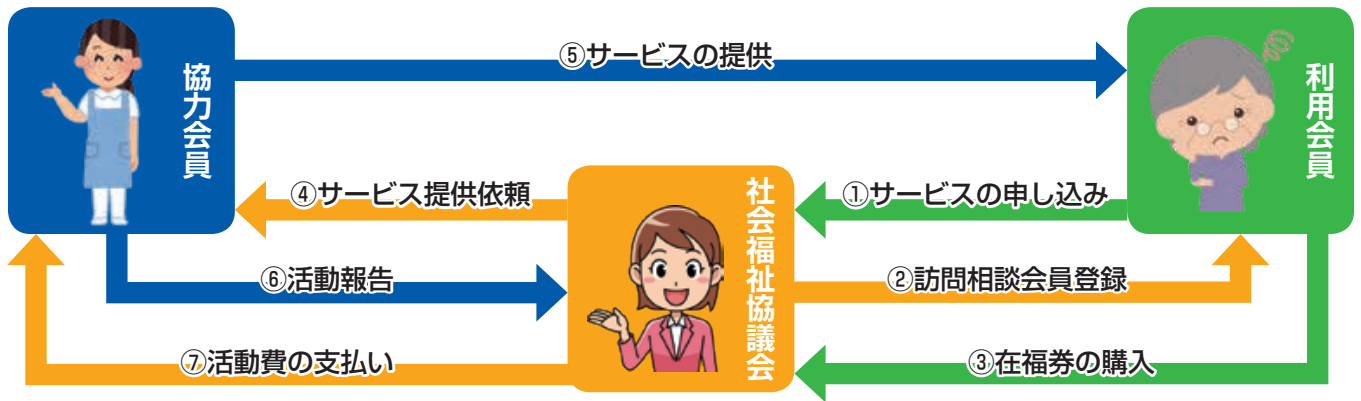 協力会員
⑤サービスの提供
利用会員
④サービス提供依頼
社会福祉協議会
①サービスの申し込み
⑥活動報告
②訪問相談会員登録
⑦活動費の支払い
③在福券の購入